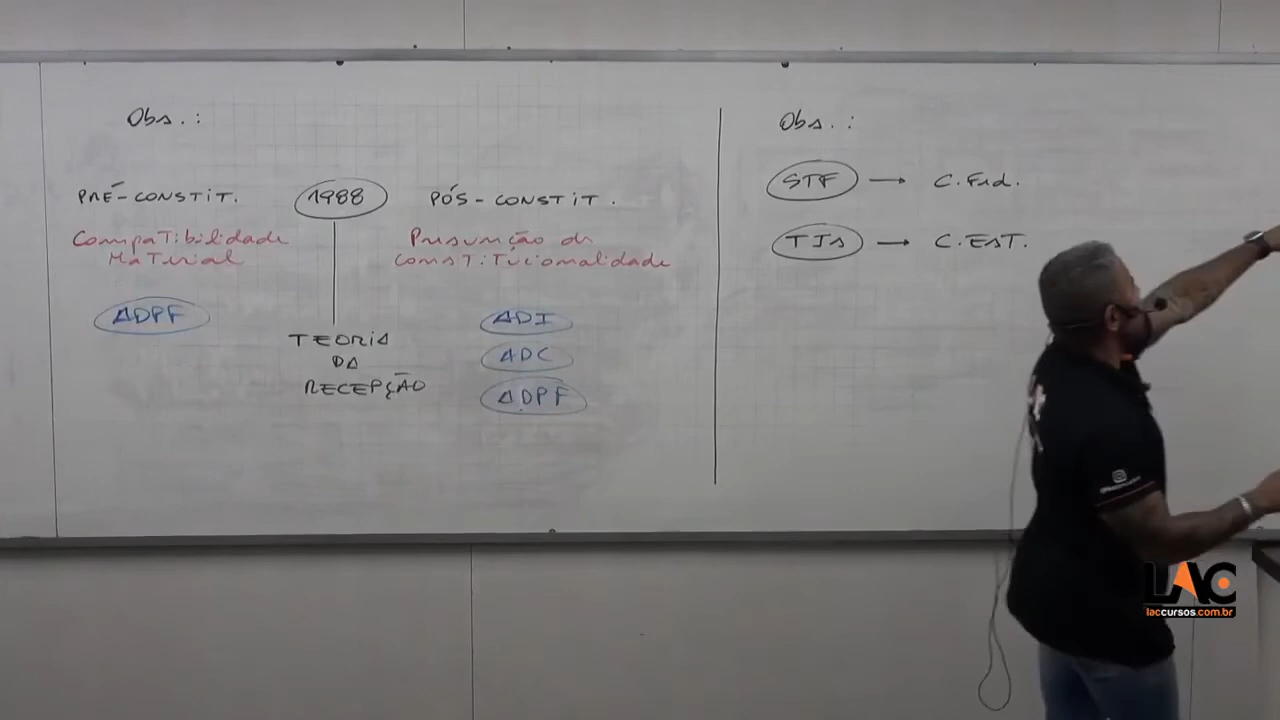 Obs.:
PRÉ-CONSTIT.
1988
PÓS-CONSTIT.
Compatibilidade
Material
Presunção de
constitucionalidade
ADPF
TEORIA
DA
RECEPÇÃO
ADI
ADC
ADPF
Obs.:
STF → C.Fed.
TJs → C.EST.
LAC
laccursos.com.br